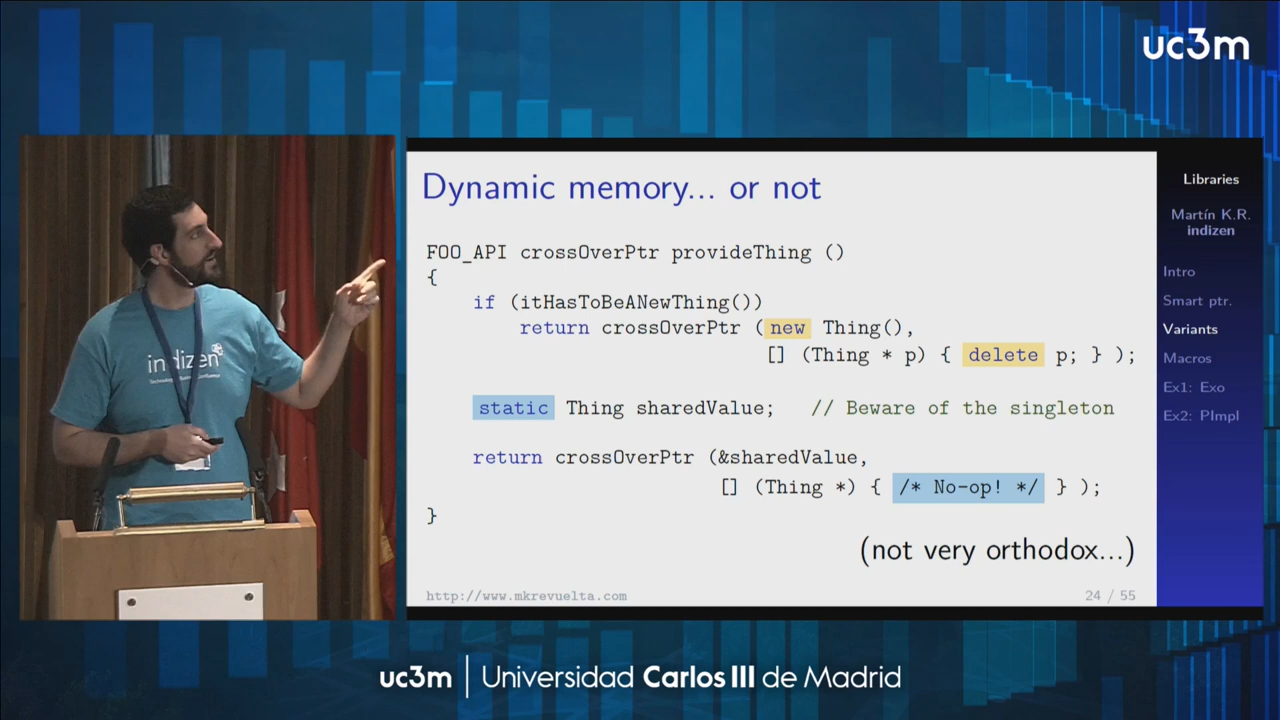 uc3m
Dynamic memory... or not
FOO_API crossOverPtr provideThing ()
{
if (itHasToBeANewThing())
return crossOverPtr (new Thing(),
[] (Thing * p) { delete p; } );
static Thing sharedValue; // Beware of the singleton
return crossOverPtr (&sharedValue,
[] (Thing *) { /* No-op! */ } );
}
(not very orthodox...)
http://www.mkrevuelta.com
24 / 55
Libraries
Martín K.R.
indizen
Intro
Smart ptr.
Variants
Macros
Ex1: Exo
Ex2: PImpl
indizen
uc3m | Universidad Carlos III de Madrid